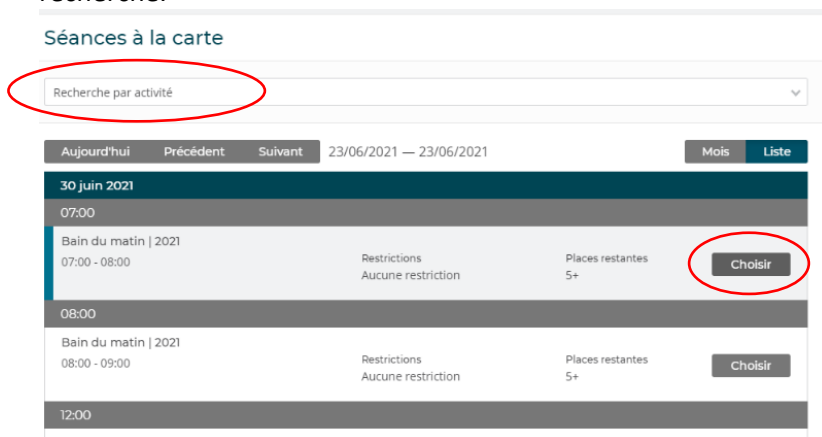 recherche.
Séances à la carte
Recherche par activité
Aujourd'hui Précédent Suivant 23/06/2021 — 23/06/2021 Mois Liste
30 juin 2021
07:00
Bain du matin | 2021
07:00 - 08:00 Restrictions Places restantes Choisir
Aucune restriction 5+
08:00
Bain du matin | 2021
08:00 - 09:00 Restrictions Places restantes Choisir
Aucune restriction 5+
12:00